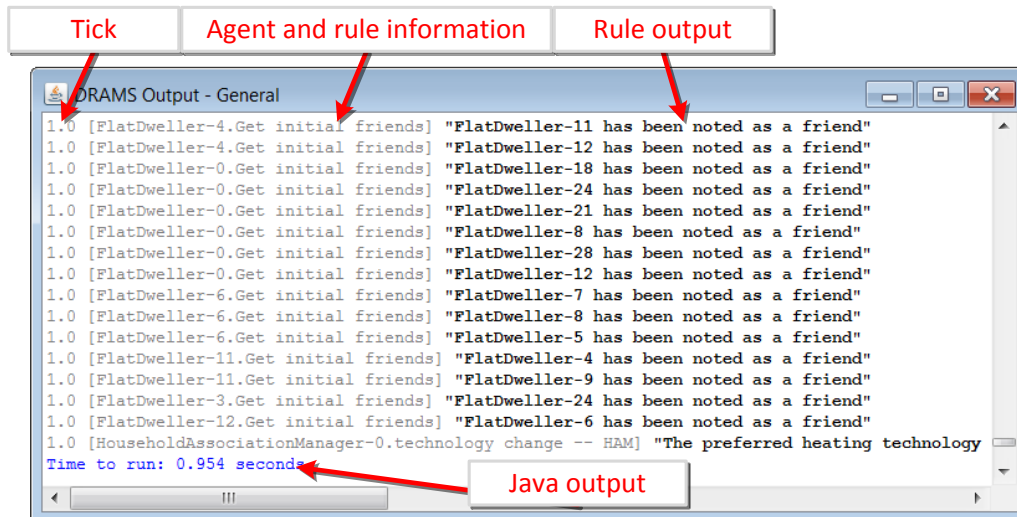 Tick
Agent and rule information
Rule output
DRAMS Output - General
1.0 [FlatDweller-4.Get initial friends] "FlatDweller-11 has been noted as a friend"
1.0 [FlatDweller-4.Get initial friends] "FlatDweller-12 has been noted as a friend"
1.0 [FlatDweller-0.Get initial friends] "FlatDweller-18 has been noted as a friend"
1.0 [FlatDweller-0.Get initial friends] "FlatDweller-24 has been noted as a friend"
1.0 [FlatDweller-0.Get initial friends] "FlatDweller-21 has been noted as a friend"
1.0 [FlatDweller-0.Get initial friends] "FlatDweller-8 has been noted as a friend"
1.0 [FlatDweller-0.Get initial friends] "FlatDweller-28 has been noted as a friend"
1.0 [FlatDweller-0.Get initial friends] "FlatDweller-12 has been noted as a friend"
1.0 [FlatDweller-6.Get initial friends] "FlatDweller-7 has been noted as a friend"
1.0 [FlatDweller-6.Get initial friends] "FlatDweller-8 has been noted as a friend"
1.0 [FlatDweller-6.Get initial friends] "FlatDweller-5 has been noted as a friend"
1.0 [FlatDweller-11.Get initial friends] "FlatDweller-4 has been noted as a friend"
1.0 [FlatDweller-11.Get initial friends] "FlatDweller-9 has been noted as a friend"
1.0 [FlatDweller-3.Get initial friends] "FlatDweller-24 has been noted as a friend"
1.0 [FlatDweller-12.Get initial friends] "FlatDweller-6 has been noted as a friend"
1.0 [HouseholdAssociationManager-0.technology change -- HAM] "The preferred heating technology
Time to run: 0.954 seconds
Java output